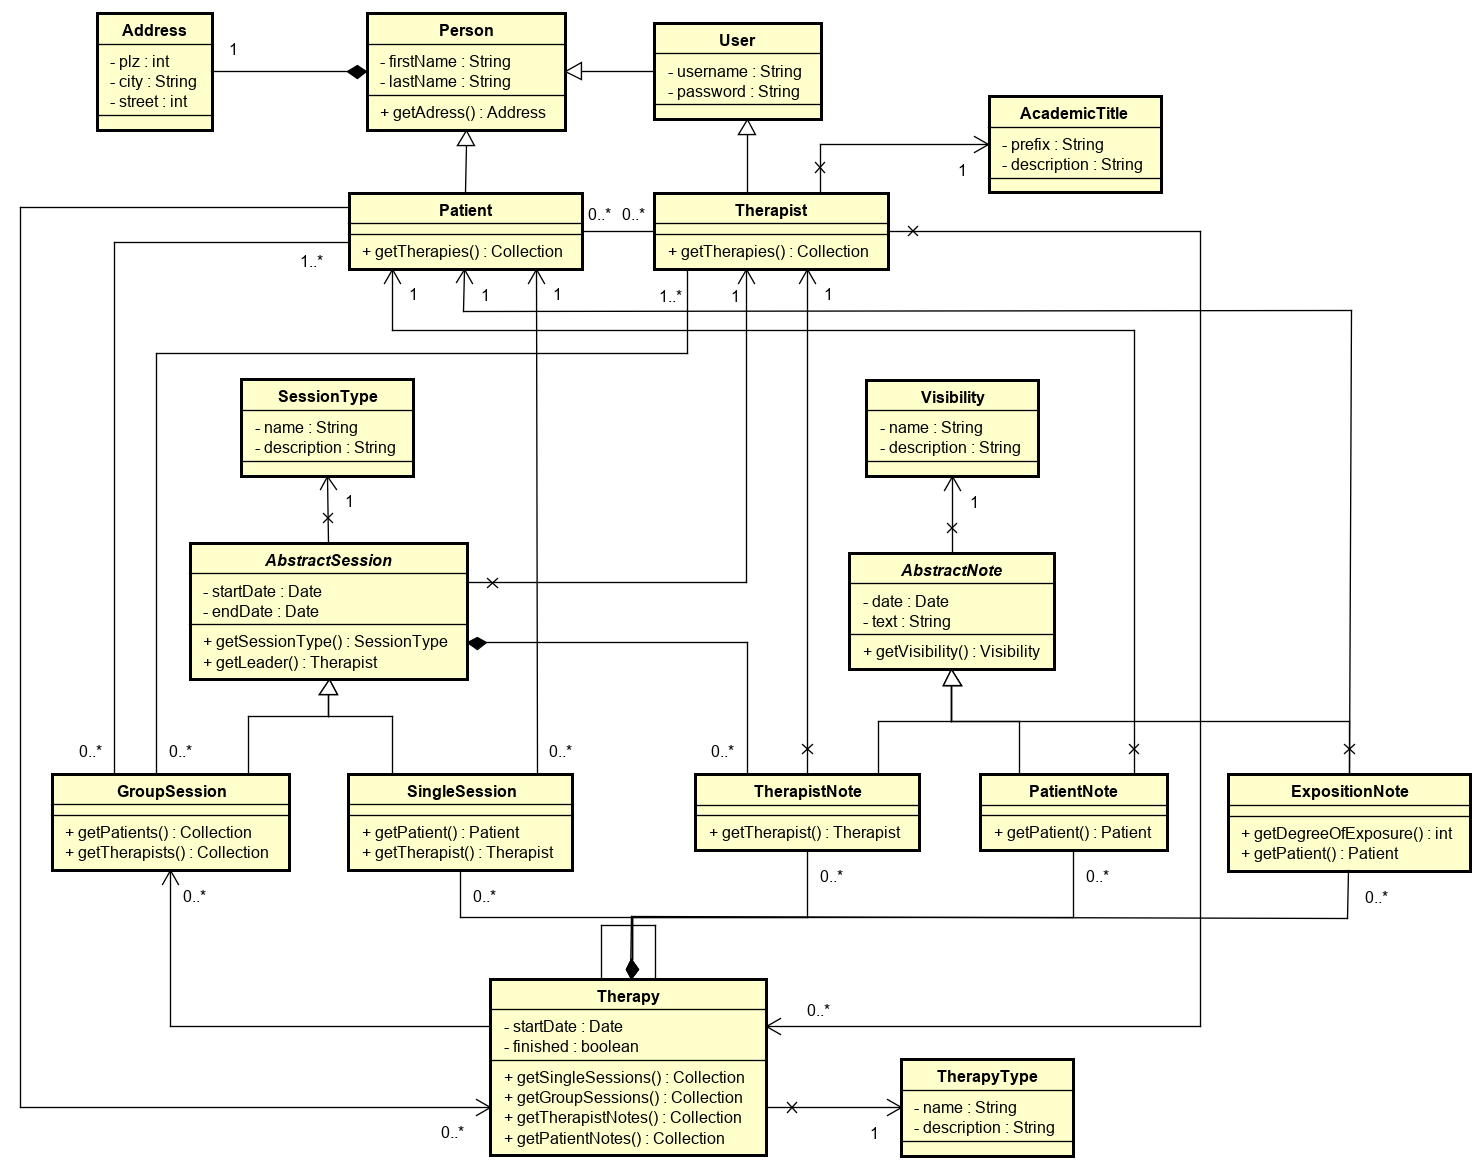 Address
- plz : int
- city : String
- street : int
1
Person
- firstName : String
- lastName : String
+ getAdress() : Address
User
- username : String
- password : String
AcademicTitle
- prefix : String
- description : String
1
Patient
+ getTherapies() : Collection
0..*
0..*
Therapist
+ getTherapies() : Collection
1..*
1
1
1
1..*
1
1
SessionType
- name : String
- description : String
1
Visibility
- name : String
- description : String
1
AbstractSession
- startDate : Date
- endDate : Date
+ getSessionType() : SessionType
+ getLeader() : Therapist
AbstractNote
- date : Date
- text : String
+ getVisibility() : Visibility
0..*
0..*
0..*
0..*
GroupSession
+ getPatients() : Collection
+ getTherapists() : Collection
SingleSession
+ getPatient() : Patient
+ getTherapist() : Therapist
TherapistNote
+ getTherapist() : Therapist
PatientNote
+ getPatient() : Patient
ExpositionNote
+ getDegreeOfExposure() : int
+ getPatient() : Patient
0..*
0..*
0..*
0..*
0..*
Therapy
- startDate : Date
- finished : boolean
+ getSingleSessions() : Collection
+ getGroupSessions() : Collection
+ getTherapistNotes() : Collection
+ getPatientNotes() : Collection
0..*
0..*
TherapyType
- name : String
- description : String
1